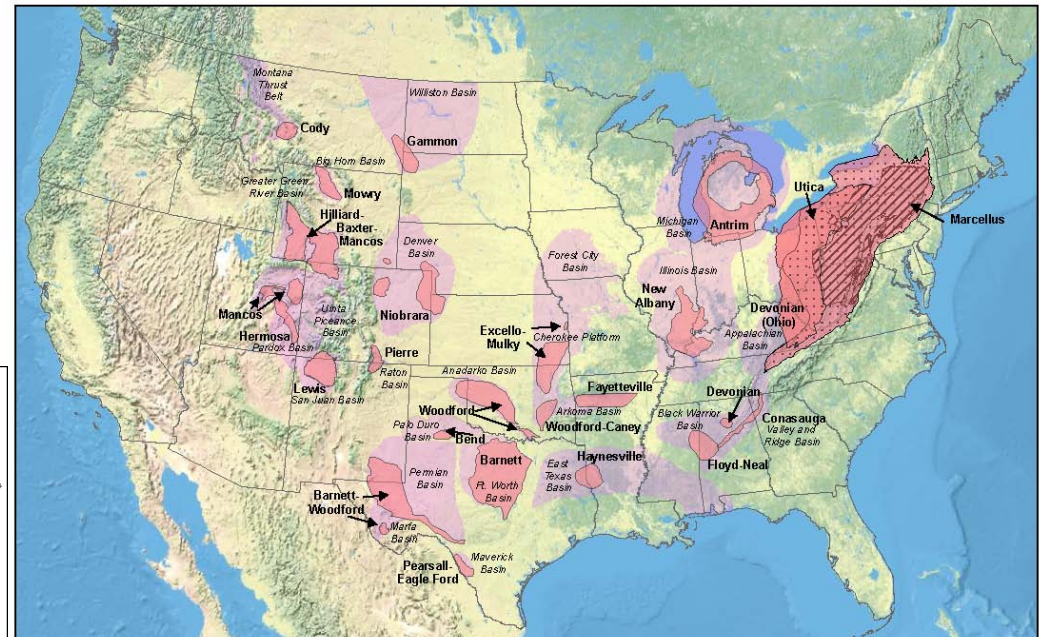 Montana
Thrust
Belt
Cody
Williston Basin
Gammon
Big Horn Basin
Mowry
Greater Green
River Basin
Hilliard-
Baxter-
Mancos
Denver
Basin
Niobrara
Mancos
Uinta
Piceance
Basin
Hermosa
Paradox Basin
Lewis
San Juan Basin
Pierre
Raton
Basin
Anadarko Basin
Forest City
Basin
Excello-
Mulky
Cherokee Platform
Michigan
Basin
Antrim
Illinois Basin
New
Albany
Utica
Marcellus
Devonian
(Ohio)
Appalachian
Basin
Woodford
Palo Duro
Basin
Bend
Fayetteville
Arkoma Basin
Woodford-Caney
Devonian
Black Warrior
Basin
Conasauga
Valley and
Ridge Basin
Floyd-Neal
Barnett
Ft. Worth
Basin
Haynesville
East
Texas
Basin
Permian
Basin
Barnett-
Woodford
Marfa
Basin
Pearsall-
Eagle Ford
Maverick
Basin